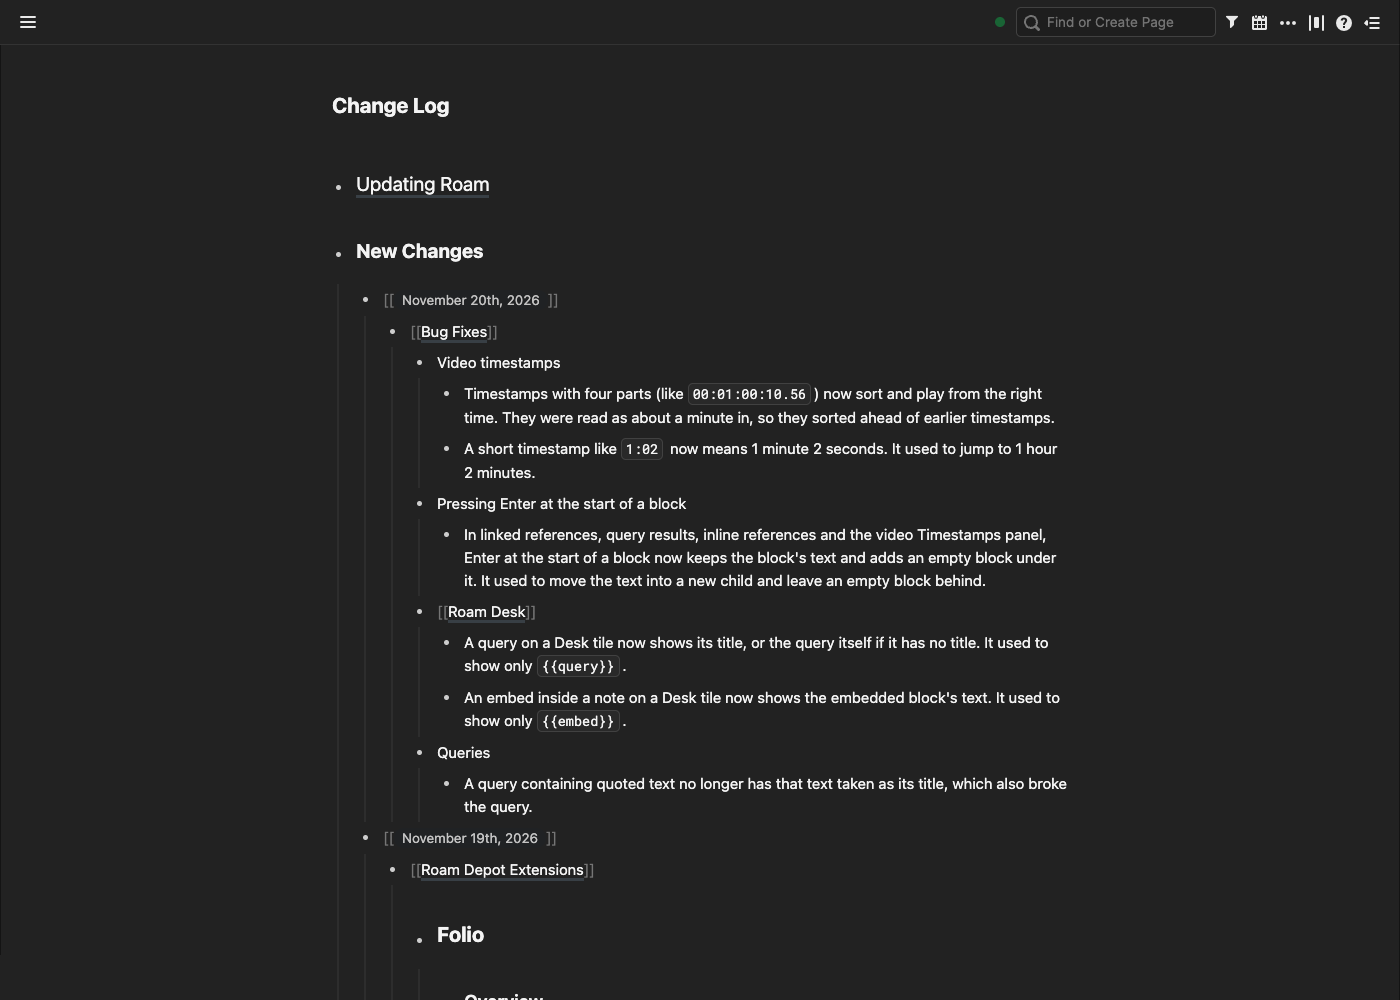 Find or Create Page
Change Log
Updating Roam
New Changes
[[ November 20th, 2026 ]]
[[Bug Fixes]]
Video timestamps
Timestamps with four parts (like 00:01:00:10.56 ) now sort and play from the right
time. They were read as about a minute in, so they sorted ahead of earlier timestamps.
A short timestamp like 1:02 now means 1 minute 2 seconds. It used to jump to 1 hour
2 minutes.
Pressing Enter at the start of a block
In linked references, query results, inline references and the video Timestamps panel,
Enter at the start of a block now keeps the block's text and adds an empty block under
it. It used to move the text into a new child and leave an empty block behind.
[[Roam Desk]]
A query on a Desk tile now shows its title, or the query itself if it has no title. It used to
show only {{query}} .
An embed inside a note on a Desk tile now shows the embedded block's text. It used to
show only {{embed}} .
Queries
A query containing quoted text no longer has that text taken as its title, which also broke
the query.
[[ November 19th, 2026 ]]
[[Roam Depot Extensions]]
Folio
Overview